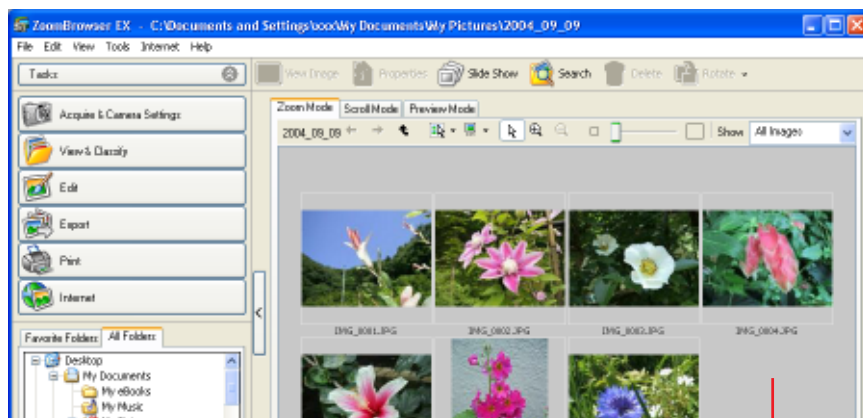 ZoomBrowser EX - C:\Documents and Settings\xxx\My Documents\My Pictures\2004_09_09
File Edit View Tools Internet Help
Tasks
View Image Properties Slide Show Search Delete Rotate
Acquire & Camera Settings
View & Classify
Edit
Export
Print
Internet
Zoom Mode Scroll Mode Preview Mode
2004_09_09 Show: All Images
IMG_0001.JPG IMG_0002.JPG IMG_0003.JPG IMG_0004.JPG
Favorite Folders All Folders
Desktop
My Documents
My eBooks
My Music